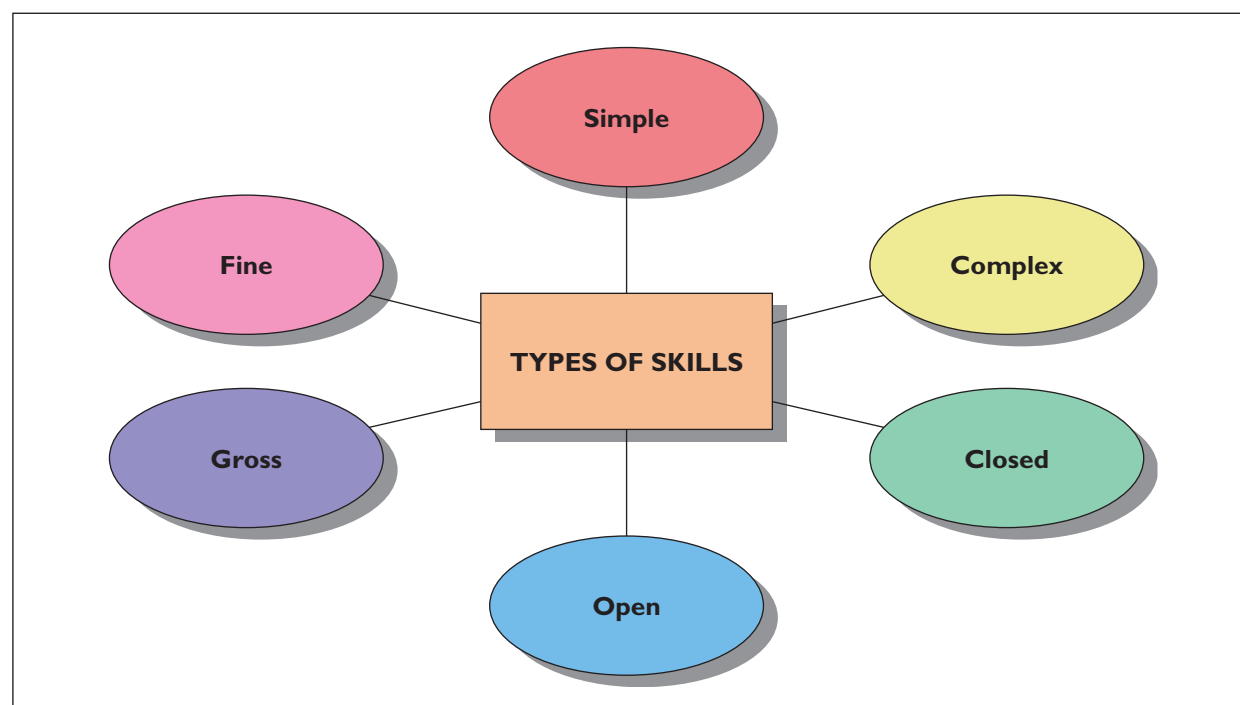 Simple
Fine
Complex
TYPES OF SKILLS
Gross
Closed
Open